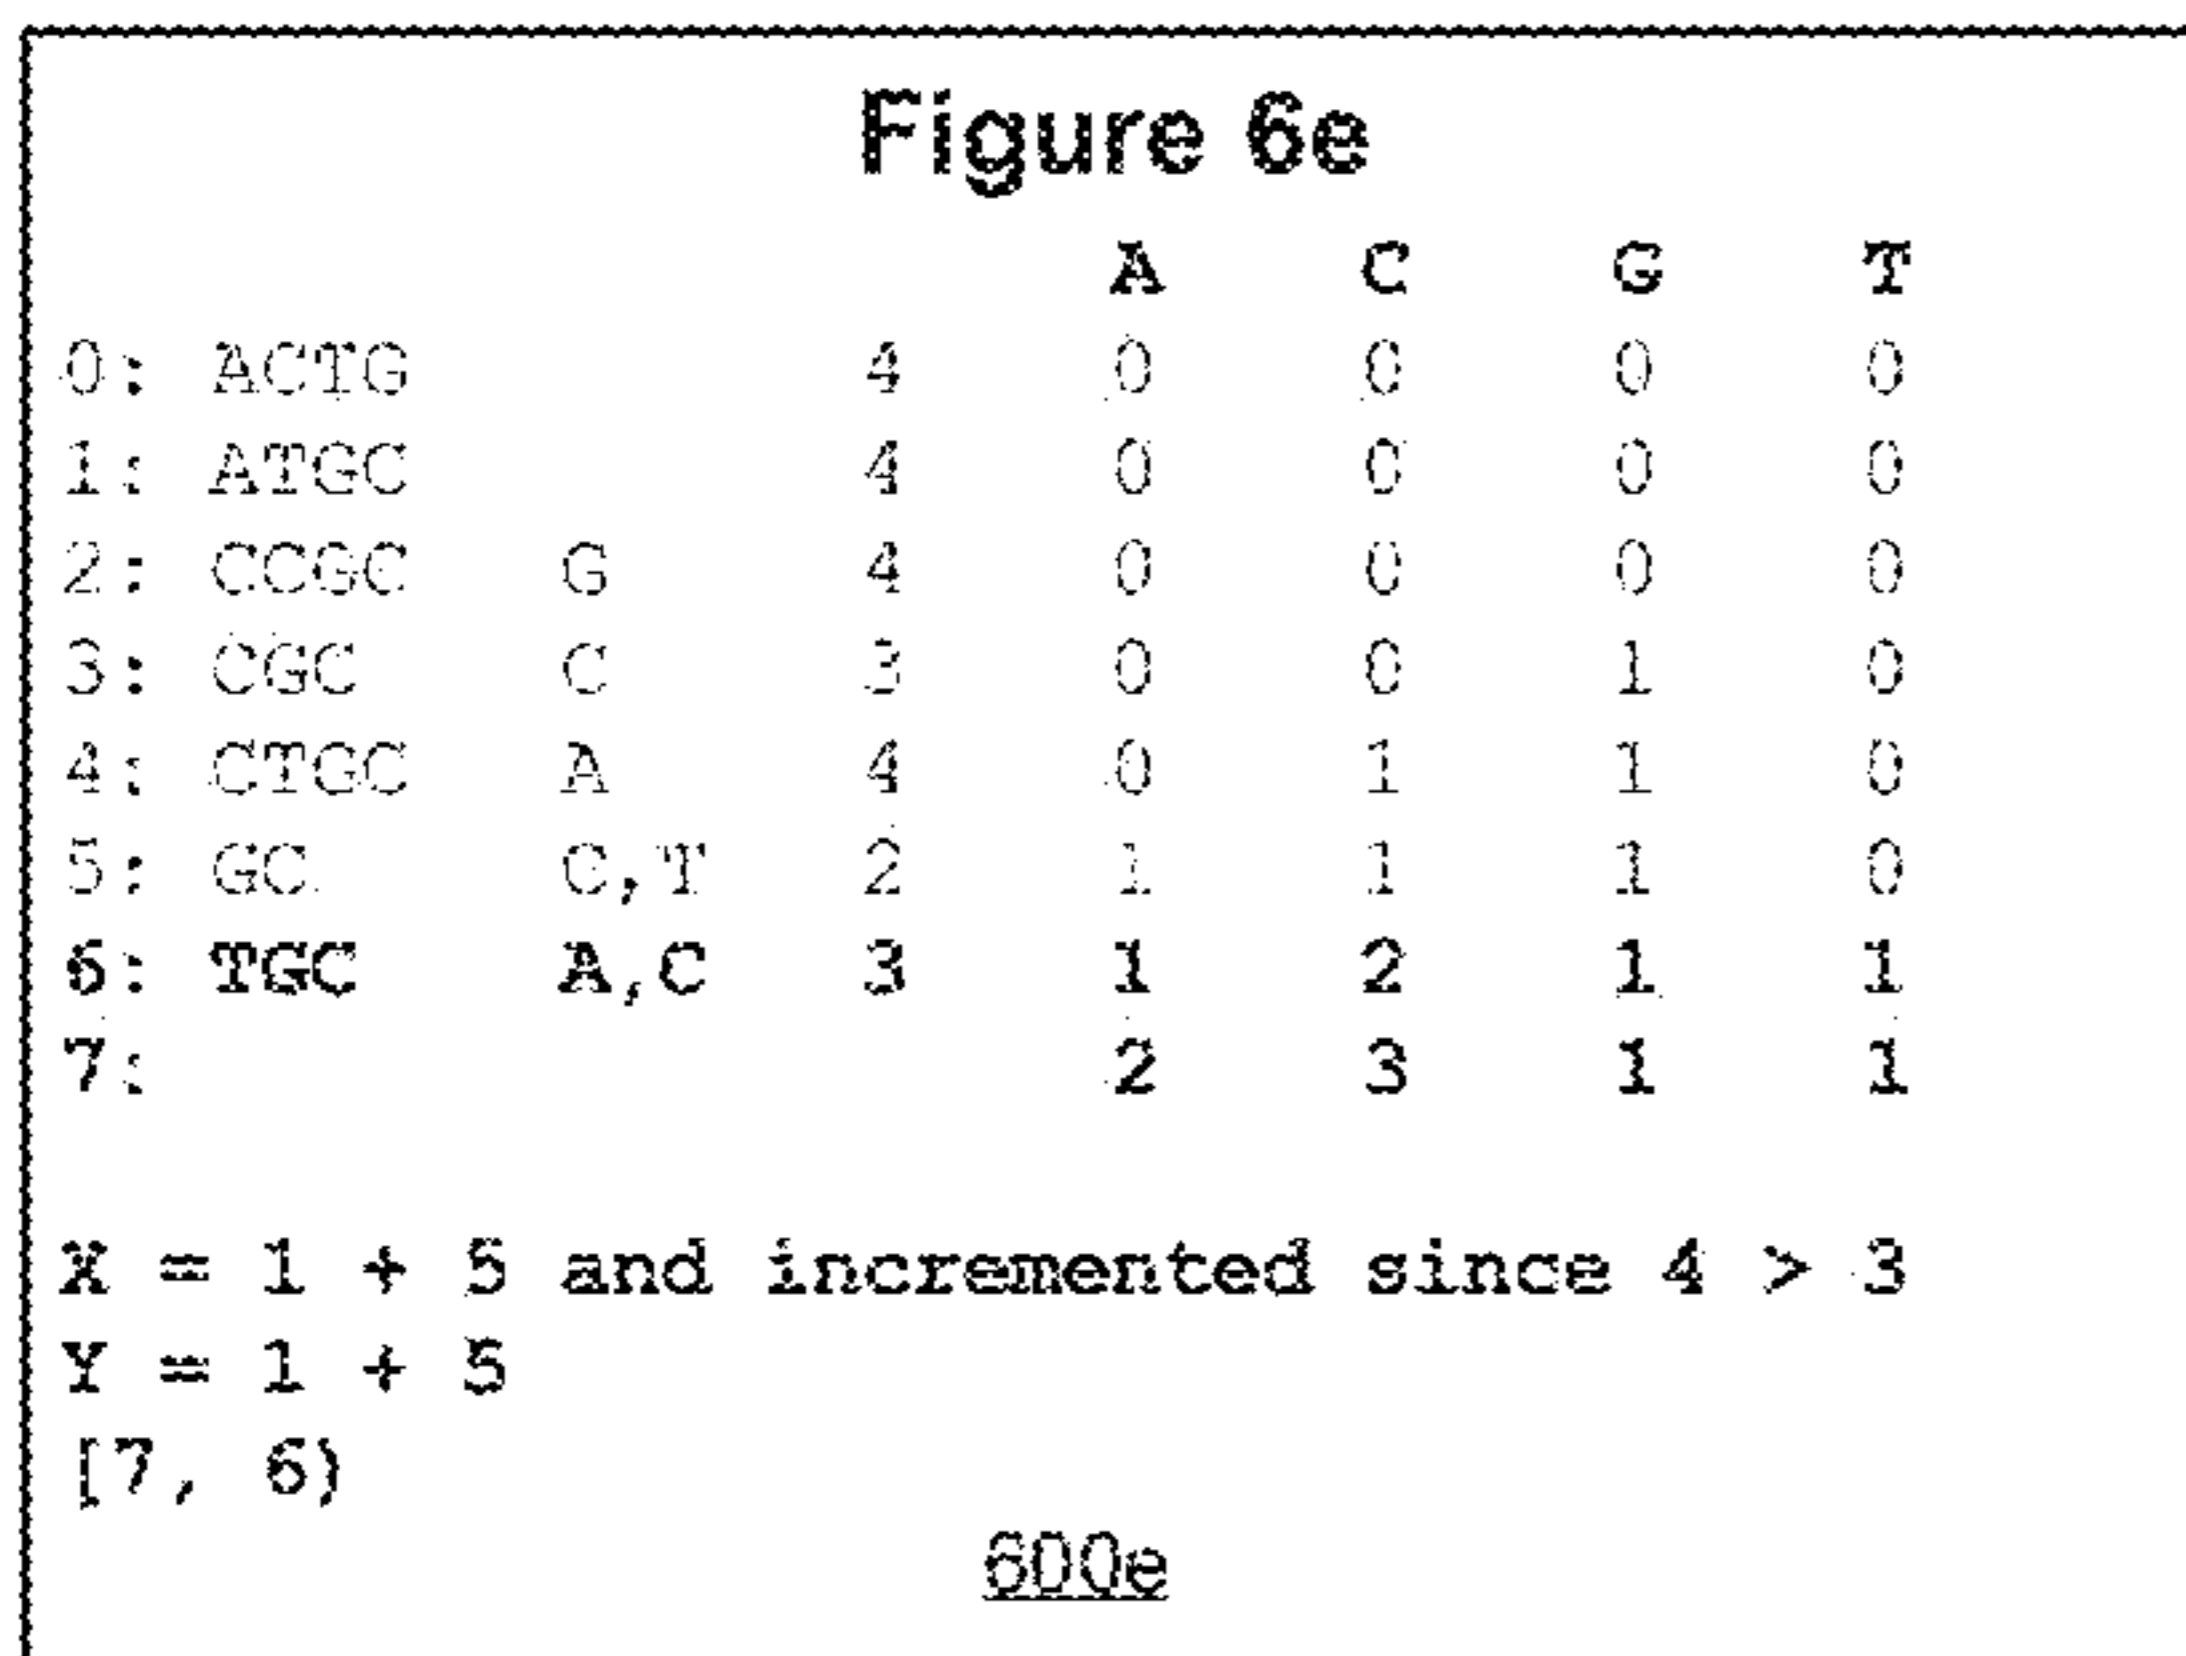 Figure 6e
A C G T
0: ACTG 4 0 0 0 0
1: ATGC 4 0 0 0 0
2: CCGC G 4 0 0 0 0
3: CGC C 3 0 0 1 0
4: CTGC A 4 0 1 1 0
5: GC C,T 2 1 1 1 0
6: TGC A,C 3 1 2 1 1
7: 2 3 1 1
X = 1 + 5 and incremented since 4 > 3
Y = 1 + 5
[7, 6)
600e